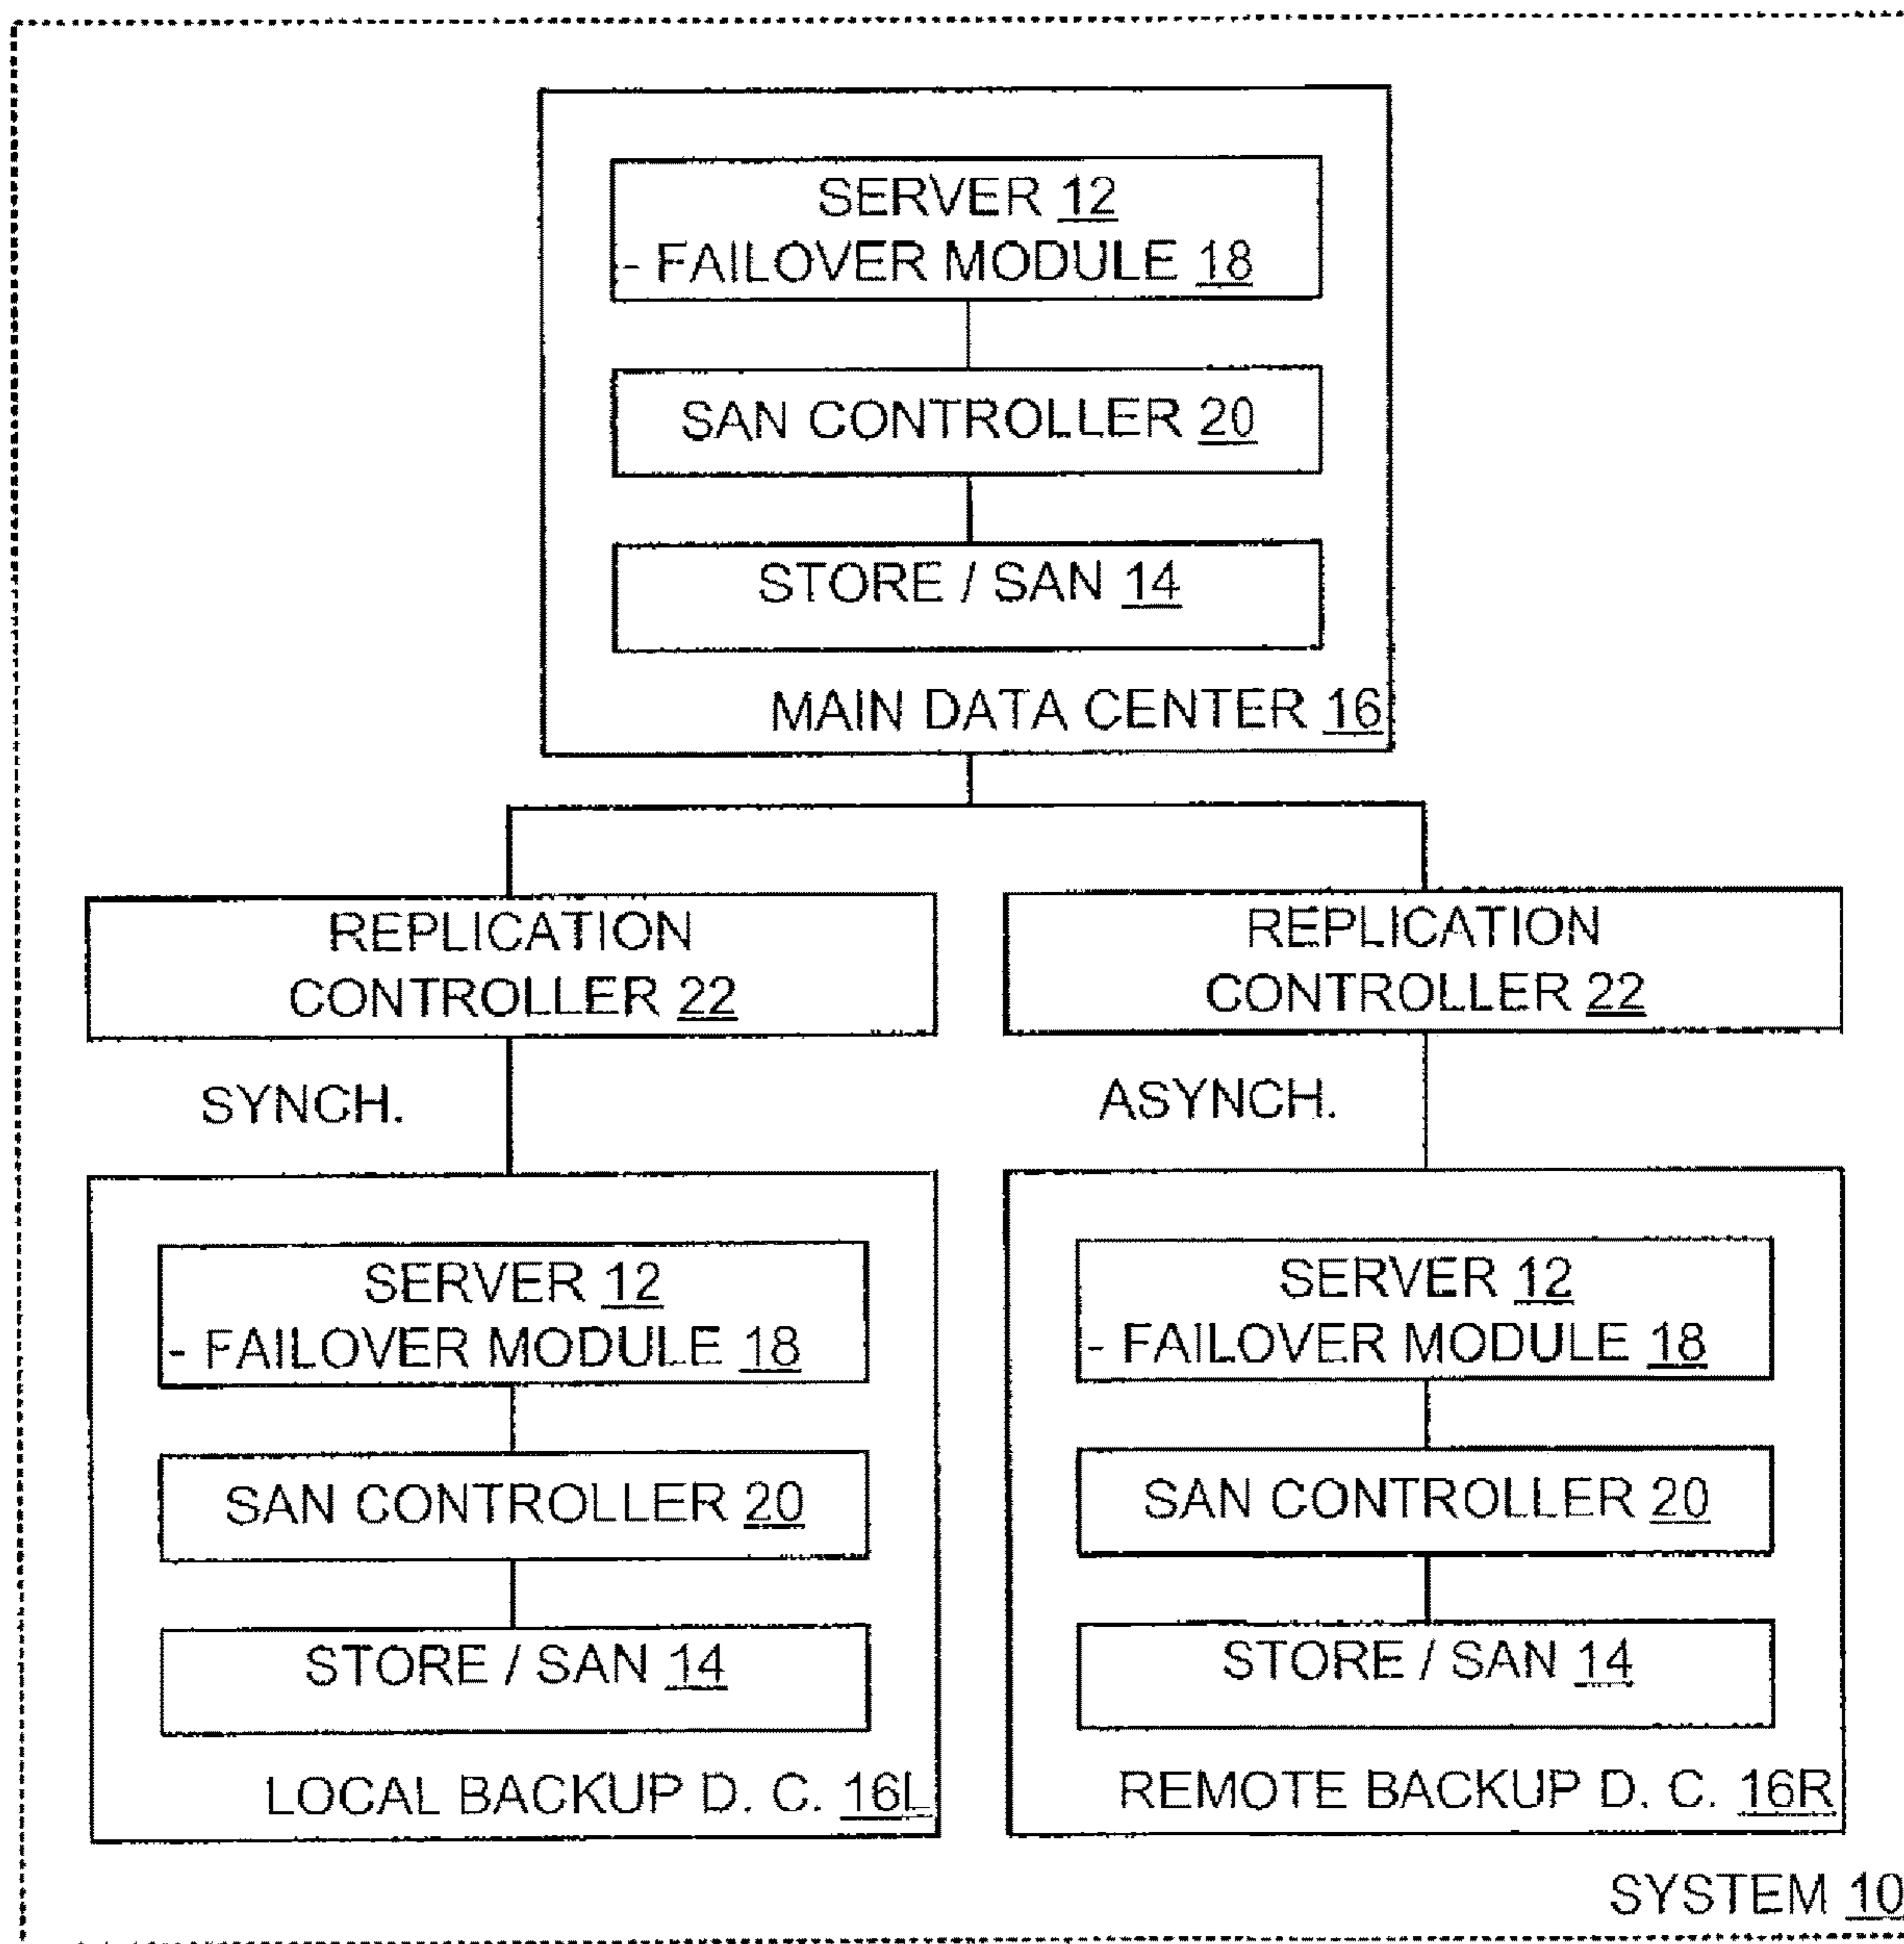 SERVER 12
- FAILOVER MODULE 18
SAN CONTROLLER 20
STORE / SAN 14
MAIN DATA CENTER 16
REPLICATION
CONTROLLER 22
REPLICATION
CONTROLLER 22
SYNCH.
ASYNCH.
SERVER 12
- FAILOVER MODULE 18
SAN CONTROLLER 20
STORE / SAN 14
LOCAL BACKUP D. C. 16L
SERVER 12
- FAILOVER MODULE 18
SAN CONTROLLER 20
STORE / SAN 14
REMOTE BACKUP D. C. 16R
SYSTEM 10